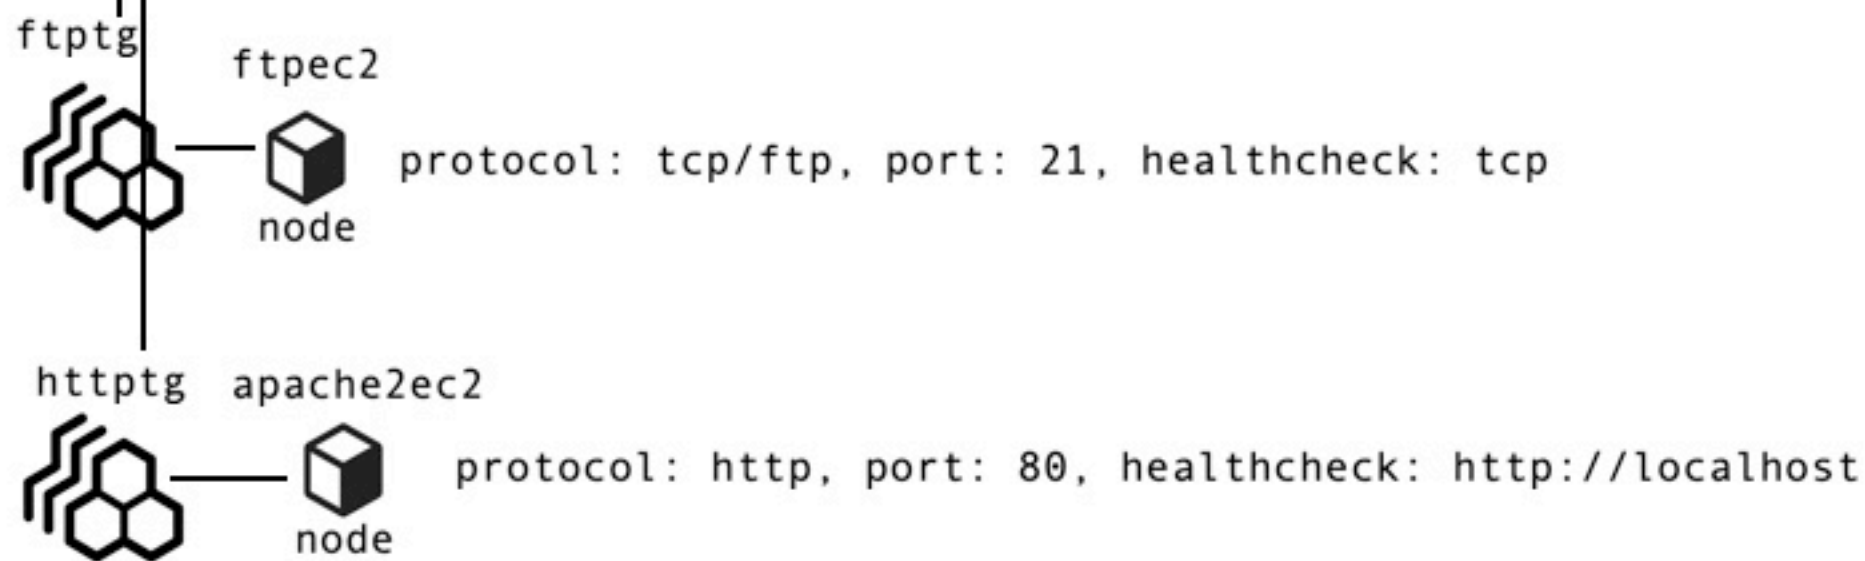 ftptg
ftpec2
protocol: tcp/ftp, port: 21, healthcheck: tcp
node
httptg
apache2ec2
protocol: http, port: 80, healthcheck: http://localhost
node